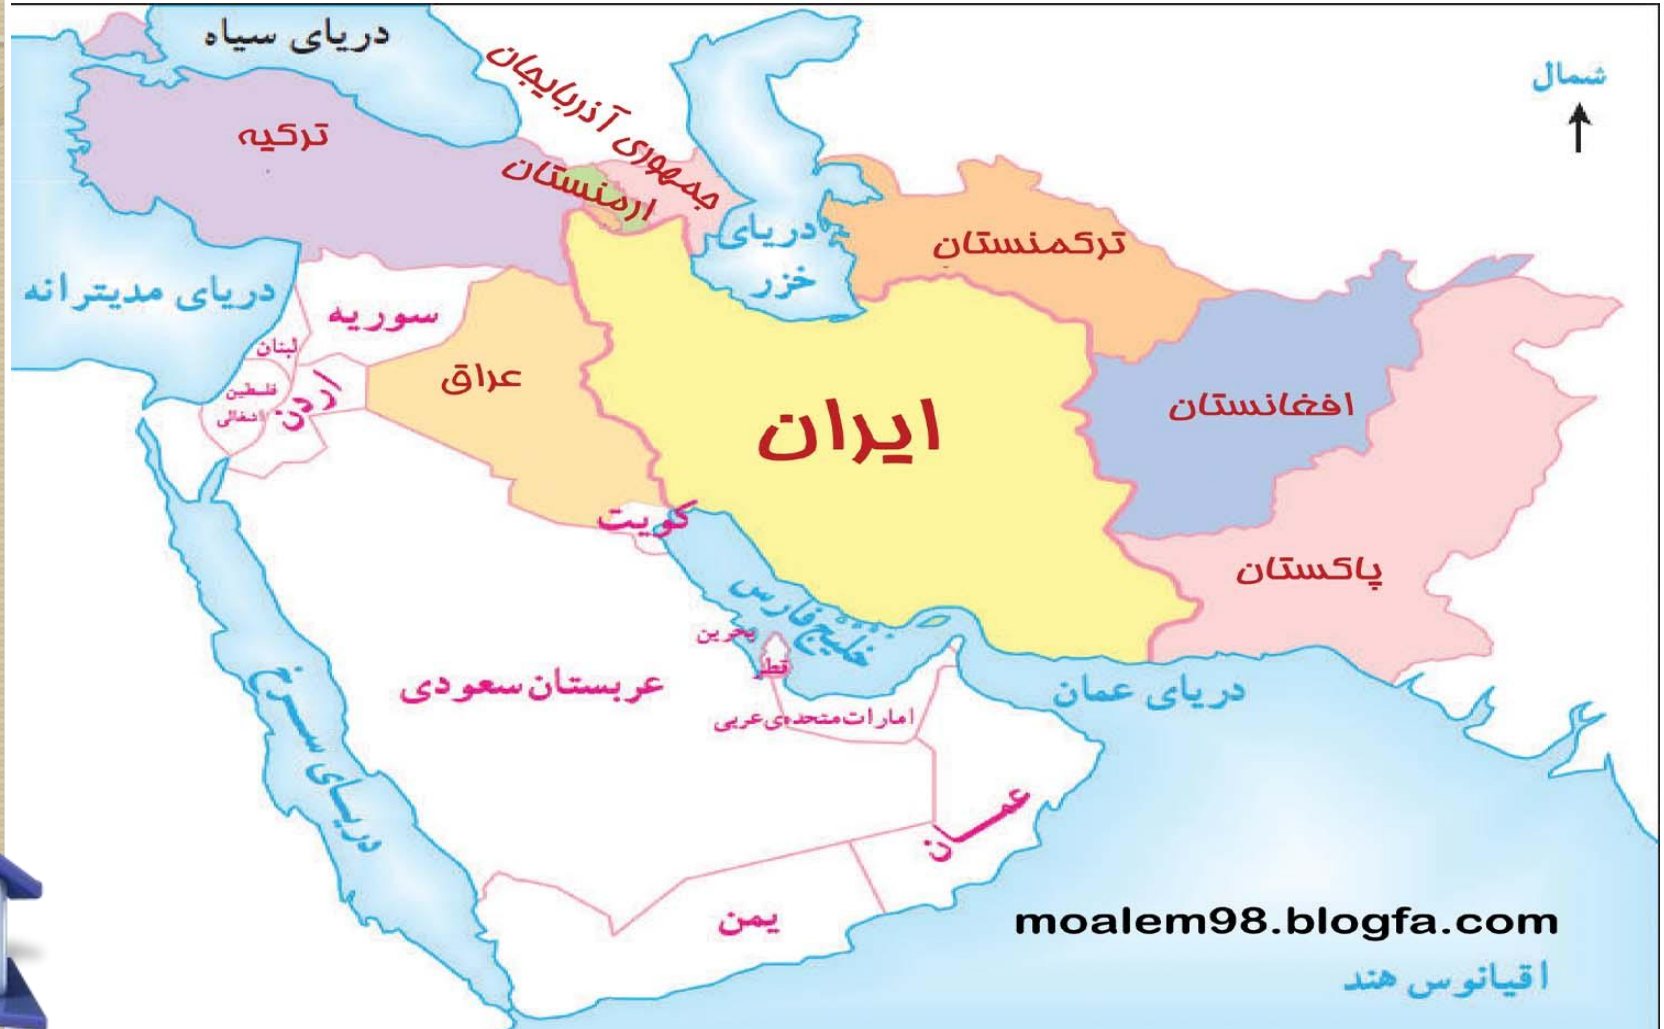 دریای سیاه
شمال
جمهوری آذربایجان
ترکیه
ارمنستان
دریای
خزر
ترکمنستان
دریای مدیترانه
سوریه
لبنان
عراق
فلسطین
اشغالی
اردن
ایران
افغانستان
کویت
پاکستان
خلیج فارس
بحرین
قطر
عربستان سعودی
امارات متحده‌ی عربی
دریای عمان
دریای سرخ
عمـــان
یمن
moalem98.blogfa.com
اقیانوس هند